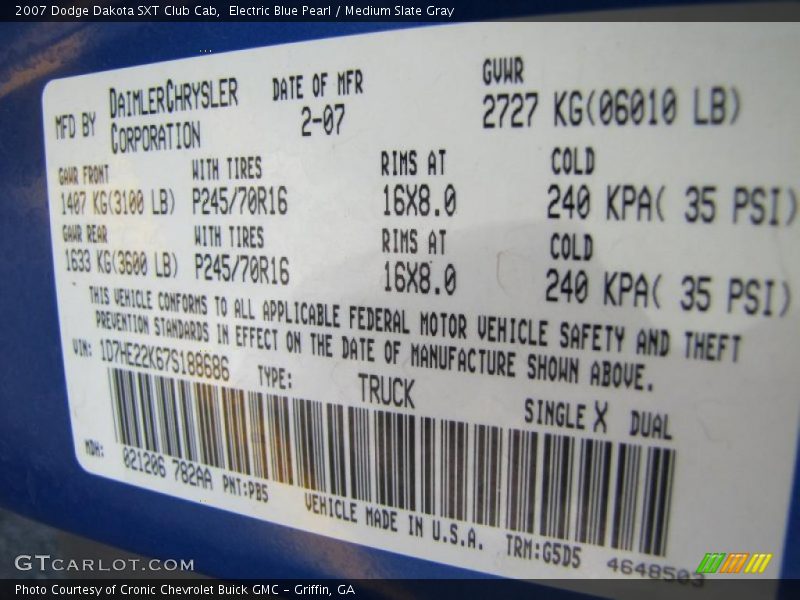 2007 Dodge Dakota SXT Club Cab,  Electric Blue Pearl / Medium Slate Gray
MFD BY DAIMLERCHRYSLER CORPORATION
DATE OF MFR
2-07
GVWR
2727 KG(06010 LB)
GAWR FRONT WITH TIRES RIMS AT COLD
1407 KG(3100 LB) P245/70R16 16X8.0 240 KPA( 35 PSI)
GAWR REAR WITH TIRES RIMS AT COLD
1633 KG(3600 LB) P245/70R16 16X8.0 240 KPA( 35 PSI)
THIS VEHICLE CONFORMS TO ALL APPLICABLE FEDERAL MOTOR VEHICLE SAFETY AND THEFT
PREVENTION STANDARDS IN EFFECT ON THE DATE OF MANUFACTURE SHOWN ABOVE.
VIN: 1D7HE22K67S188686 TYPE: TRUCK SINGLE X DUAL
MDH: 021206 782AA PNT:PB5 VEHICLE MADE IN U.S.A. TRM:G5D5 4648503
GTCARLOT.COM
Photo Courtesy of Cronic Chevrolet Buick GMC – Griffin, GA